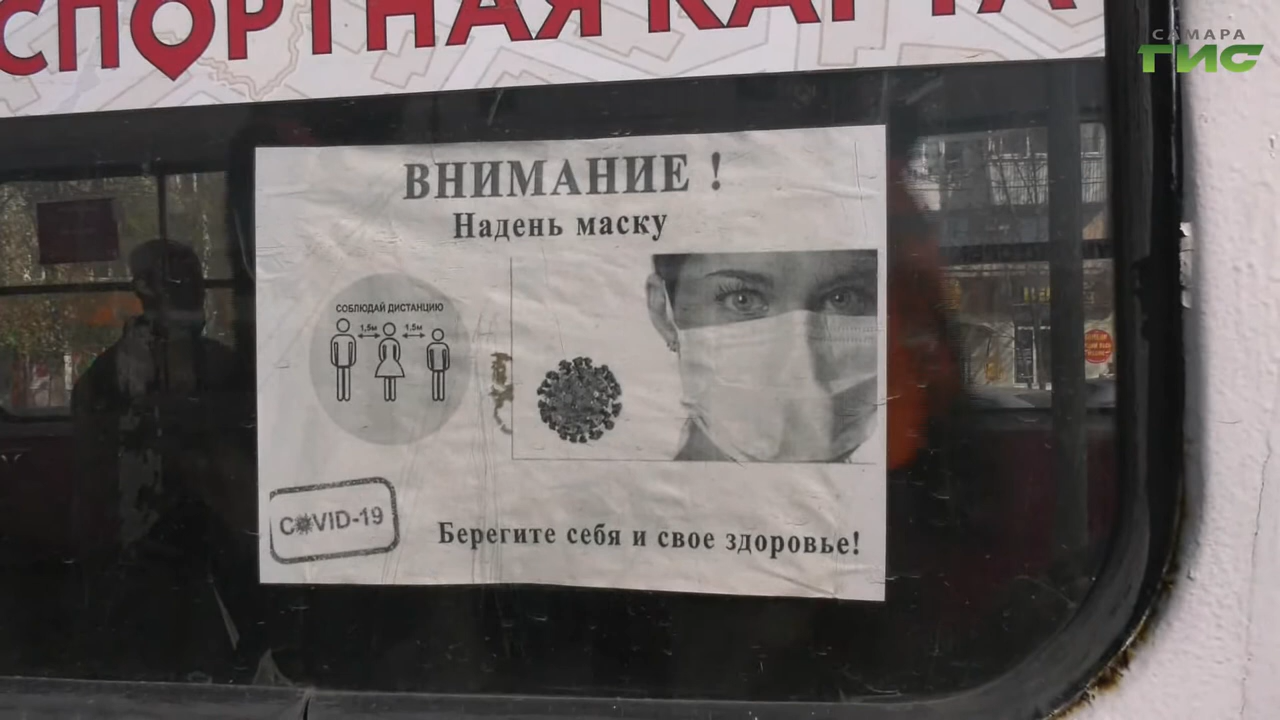 СПОРТНАЯ КАРТА
САМАРА
ГИС
ВНИМАНИЕ !
Надень маску
СОБЛЮДАЙ ДИСТАНЦИЮ
1,5м 1,5м
COVID-19
Берегите себя и свое здоровье!